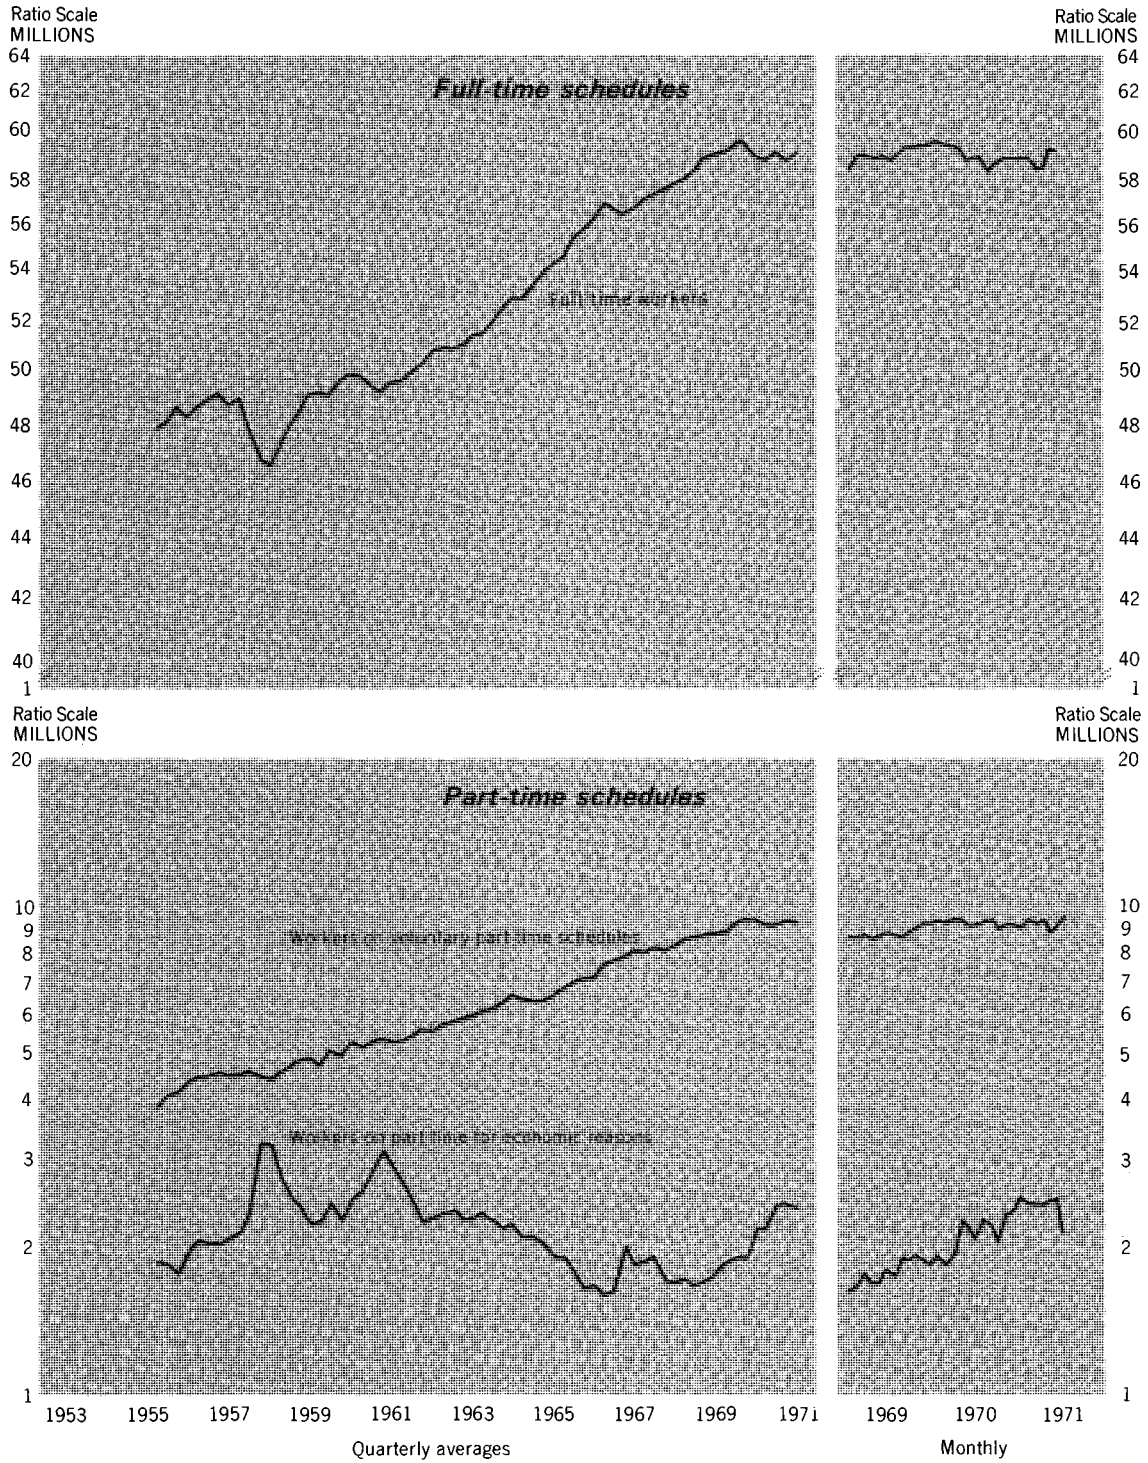 Ratio Scale
MILLIONS
Ratio Scale
MILLIONS
64
62
60
58
56
54
52
50
48
46
44
42
40
1
Full-time schedules
Full time workers
64
62
60
58
56
54
52
50
48
46
44
42
40
1
Ratio Scale
MILLIONS
Ratio Scale
MILLIONS
20
10
9
8
7
6
5
4
3
2
1
Part-time schedules
Workers on voluntary part time schedules
Workers on part time for economic reasons
20
10
9
8
7
6
5
4
3
2
1
1953 1955 1957 1959 1961 1963 1965 1967 1969 1971
1969 1970 1971
Quarterly averages
Monthly